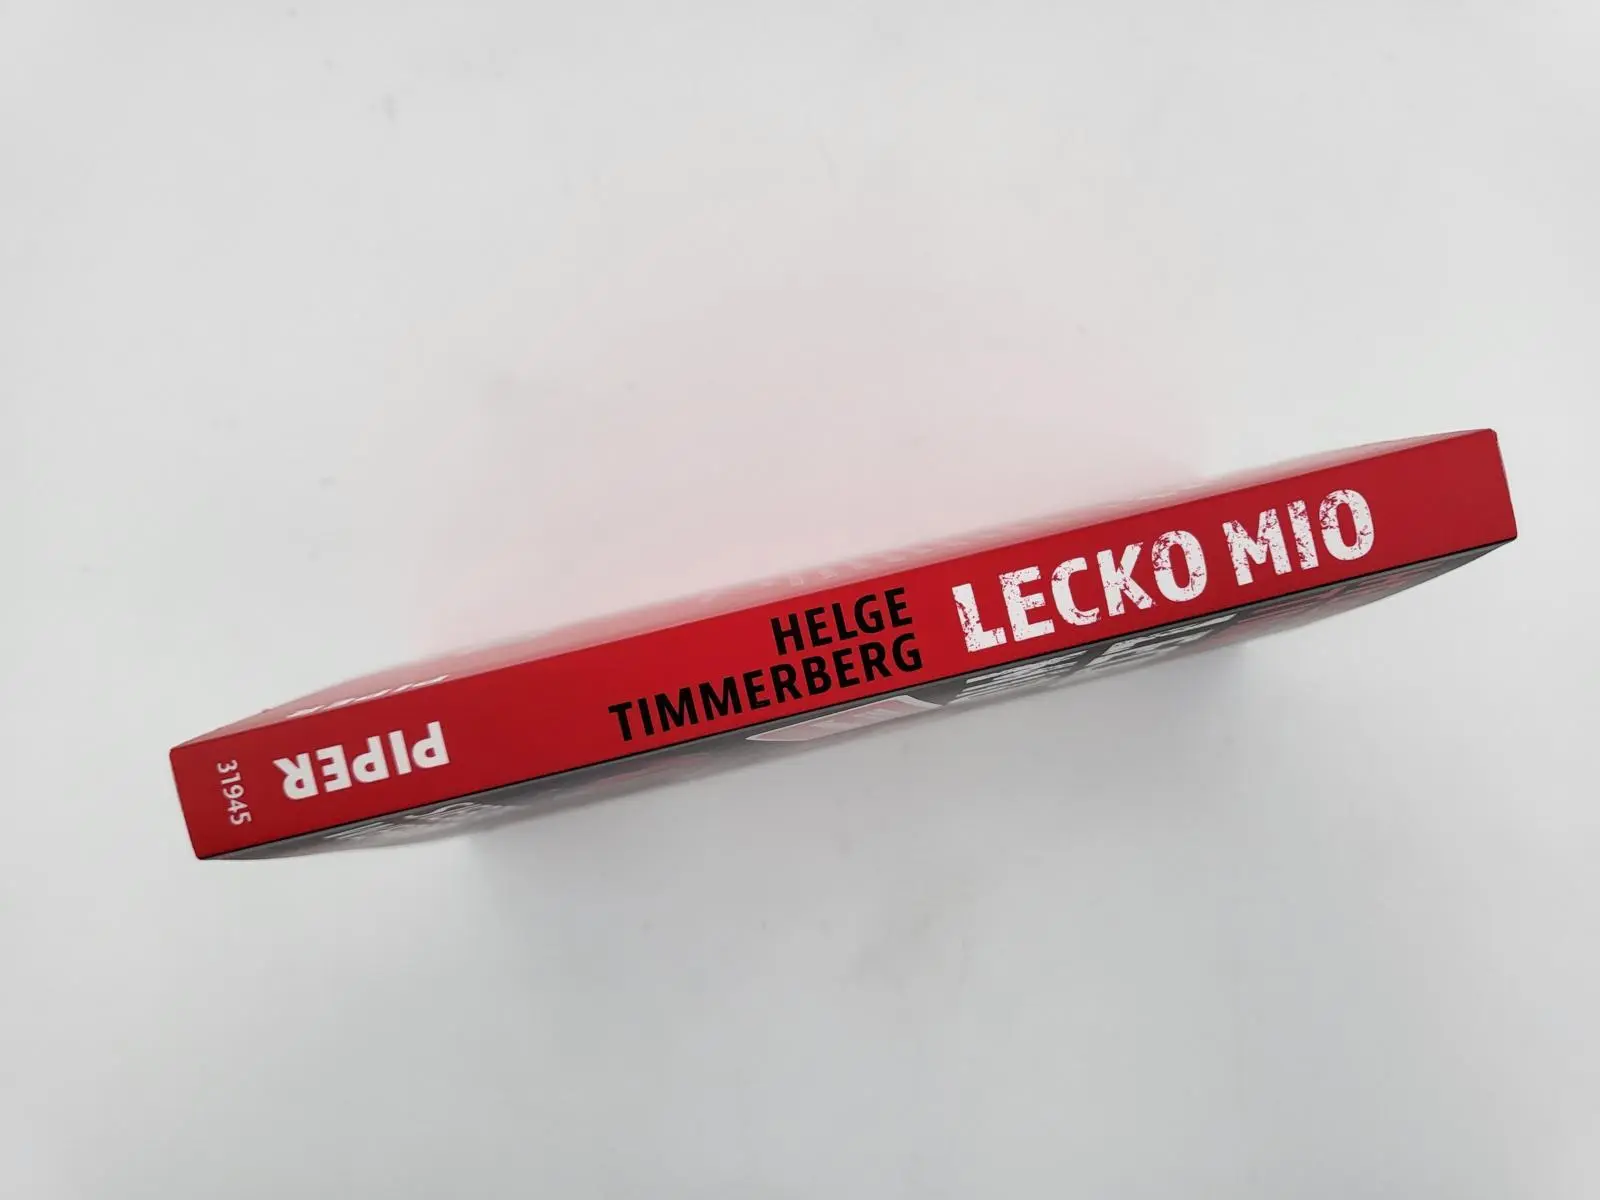 HELGE
TIMMERBERG
LECKO MIO
PIPER
31945